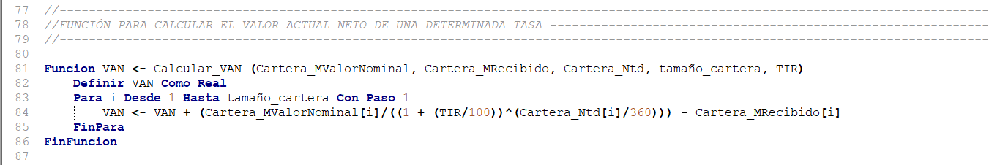 77 //--------------------------------------------------------------------------------------------------------------------------------
78 //FUNCIÓN PARA CALCULAR EL VALOR ACTUAL NETO DE UNA DETERMINADA TASA ------------------------------------------------------------
79 //--------------------------------------------------------------------------------------------------------------------------------
80
81 Funcion VAN <- Calcular_VAN (Cartera_MValorNominal, Cartera_MRecibido, Cartera_Ntd, tamaño_cartera, TIR)
82     Definir VAN Como Real
83     Para i Desde 1 Hasta tamaño_cartera Con Paso 1
84         VAN <- VAN + (Cartera_MValorNominal[i]/((1 + (TIR/100))^(Cartera_Ntd[i]/360))) - Cartera_MRecibido[i]
85     FinPara
86 FinFuncion
87